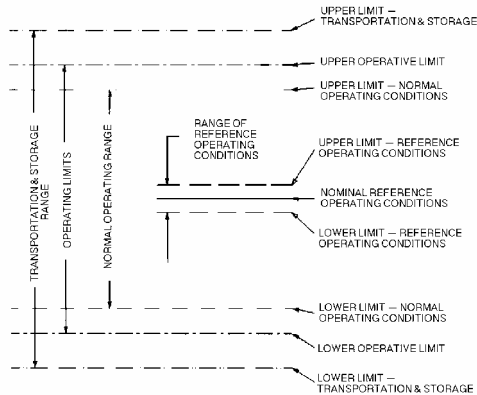 UPPER LIMIT —
TRANSPORTATION & STORAGE
UPPER OPERATIVE LIMIT
UPPER LIMIT — NORMAL
OPERATING CONDITIONS
RANGE OF
REFERENCE
OPERATING
CONDITIONS
UPPER LIMIT — REFERENCE
OPERATING CONDITIONS
NOMINAL REFERENCE
OPERATING CONDITIONS
LOWER LIMIT — REFERENCE
OPERATING CONDITIONS
TRANSPORTATION & STORAGE
RANGE
OPERATING LIMITS
NORMAL OPERATING RANGE
LOWER LIMIT — NORMAL
OPERATING CONDITIONS
LOWER OPERATIVE LIMIT
LOWER LIMIT —
TRANSPORTATION & STORAGE